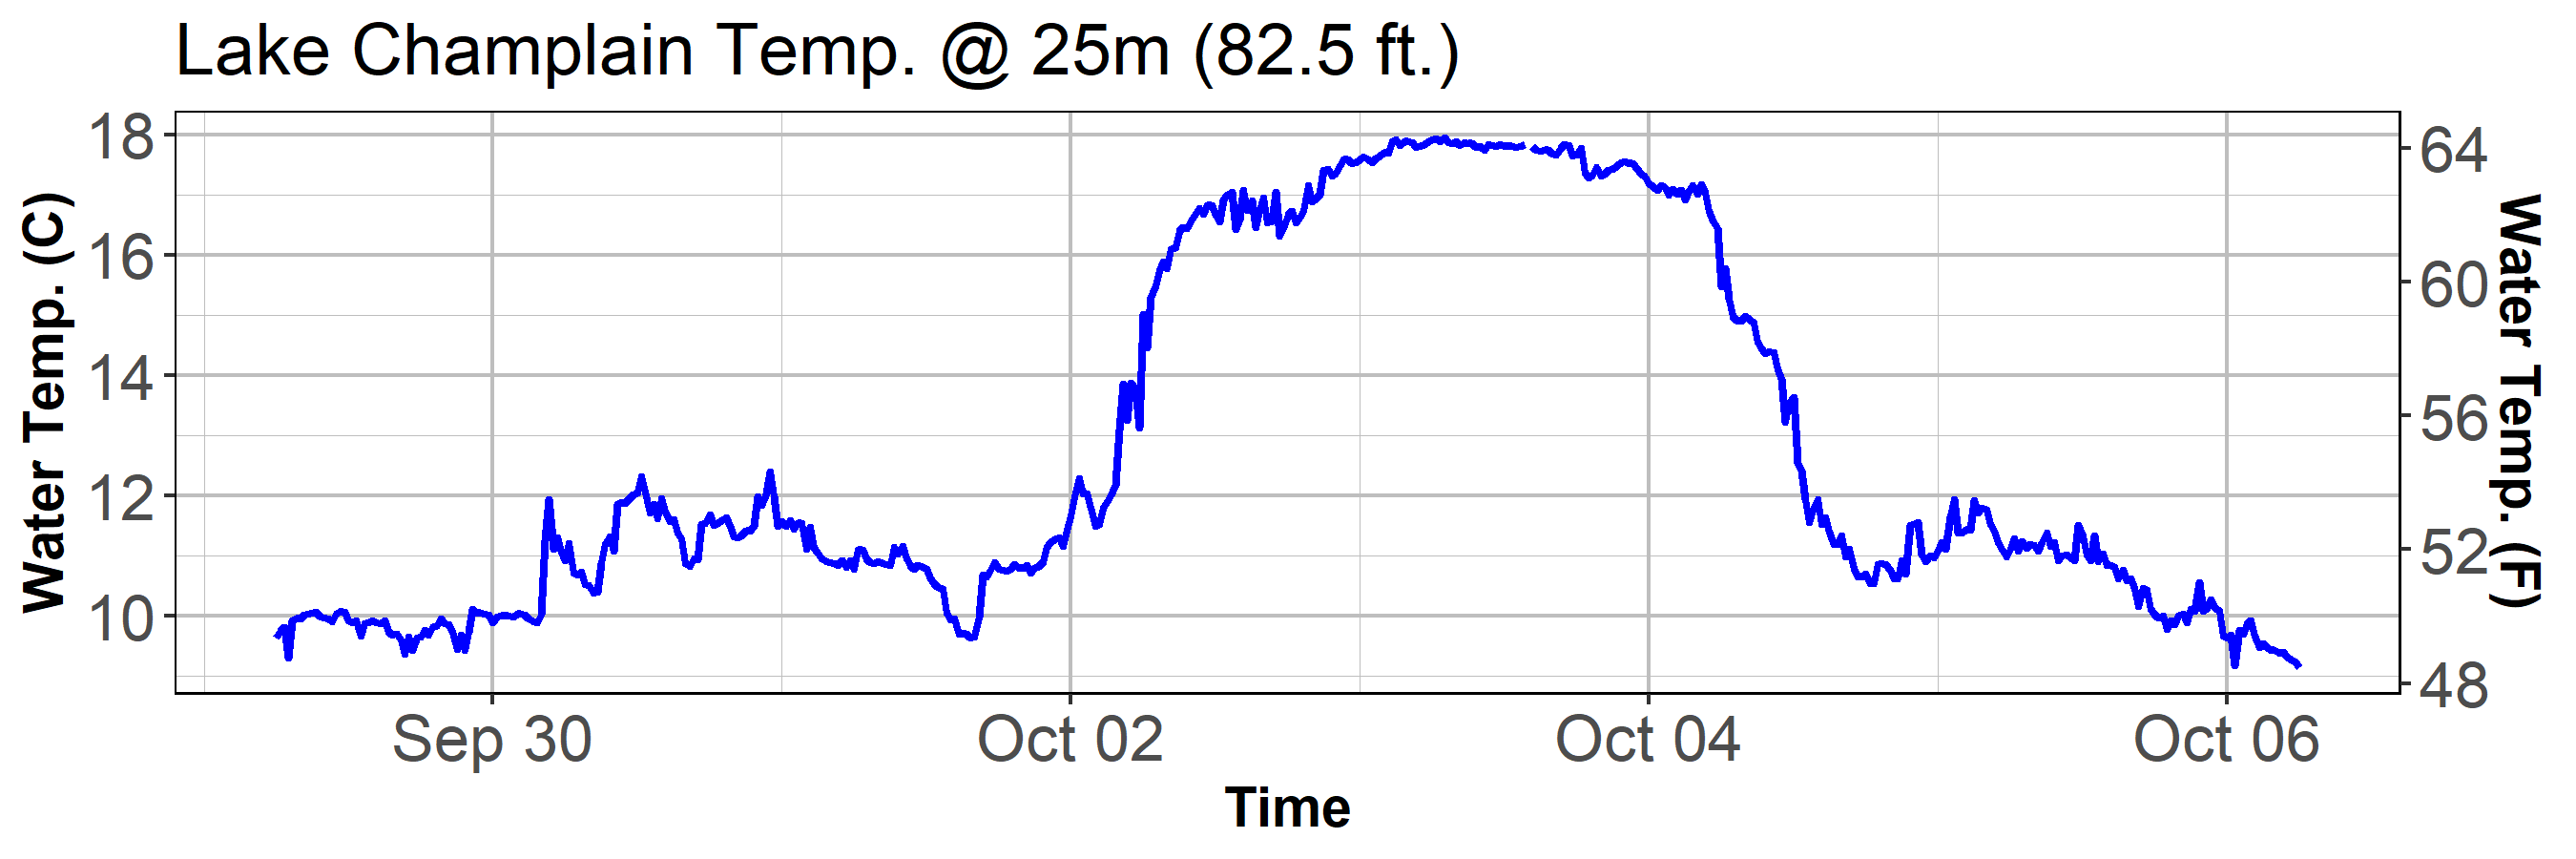 Lake Champlain Temp. @ 25m (82.5 ft.)
Water Temp. (C)
18
16
14
12
10
64
60
56
52
48
Water Temp. (F)
Sep 30
Oct 02
Oct 04
Oct 06
Time